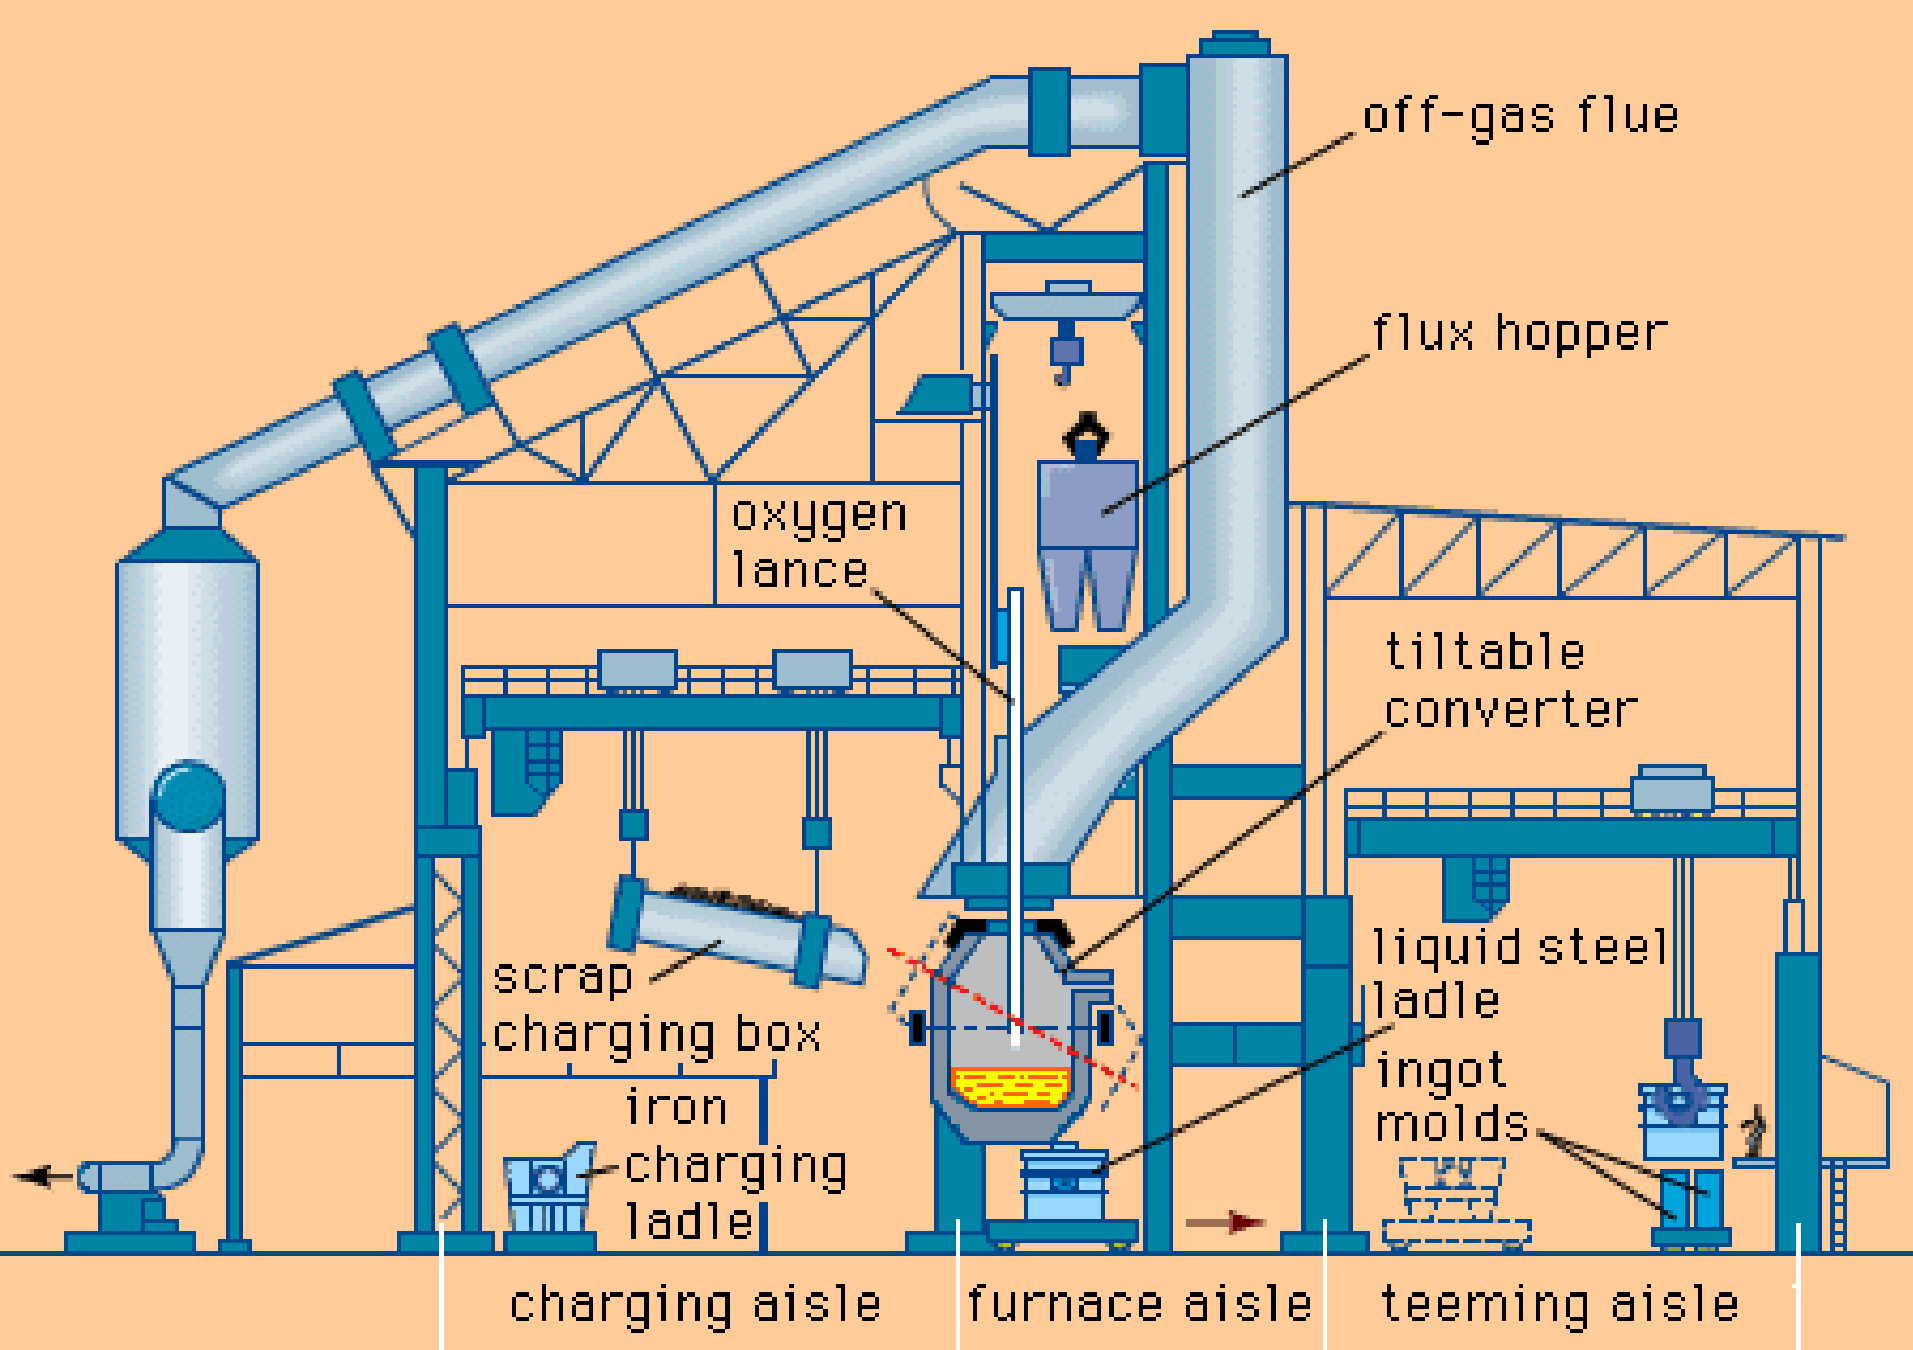 off-gas flue
flux hopper
oxygen
lance
tiltable
converter
scrap
charging box
liquid steel
ladle
ingot
molds
iron
charging
ladle
charging aisle
furnace aisle
teeming aisle